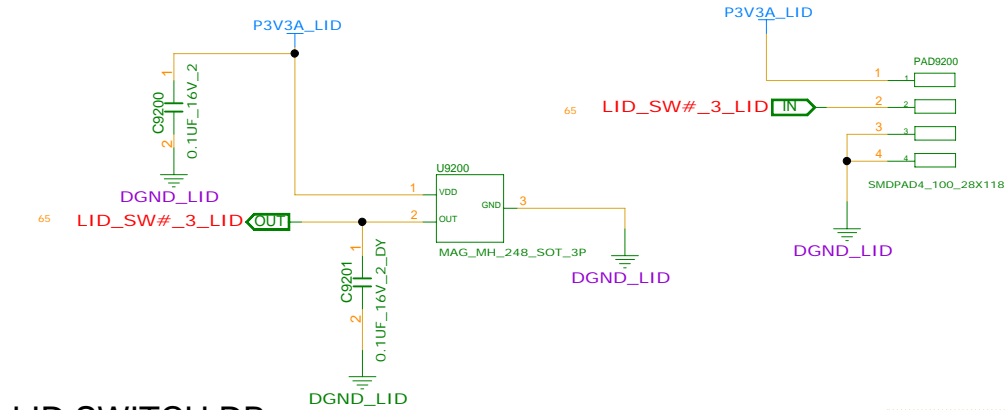 P3V3A_LID
1
C9200
0.1UF_16V_2
2
DGND_LID
65 LID_SW#_3_LID OUT
U9200
1 VDD
2 OUT
GND 3
MAG_MH_248_SOT_3P
DGND_LID
1
C9201
0.1UF_16V_2_DY
2
DGND_LID
P3V3A_LID
PAD9200
1 1
65 LID_SW#_3_LID IN 2 2
3 3
4 4
SMDPAD4_100_28X118
DGND_LID